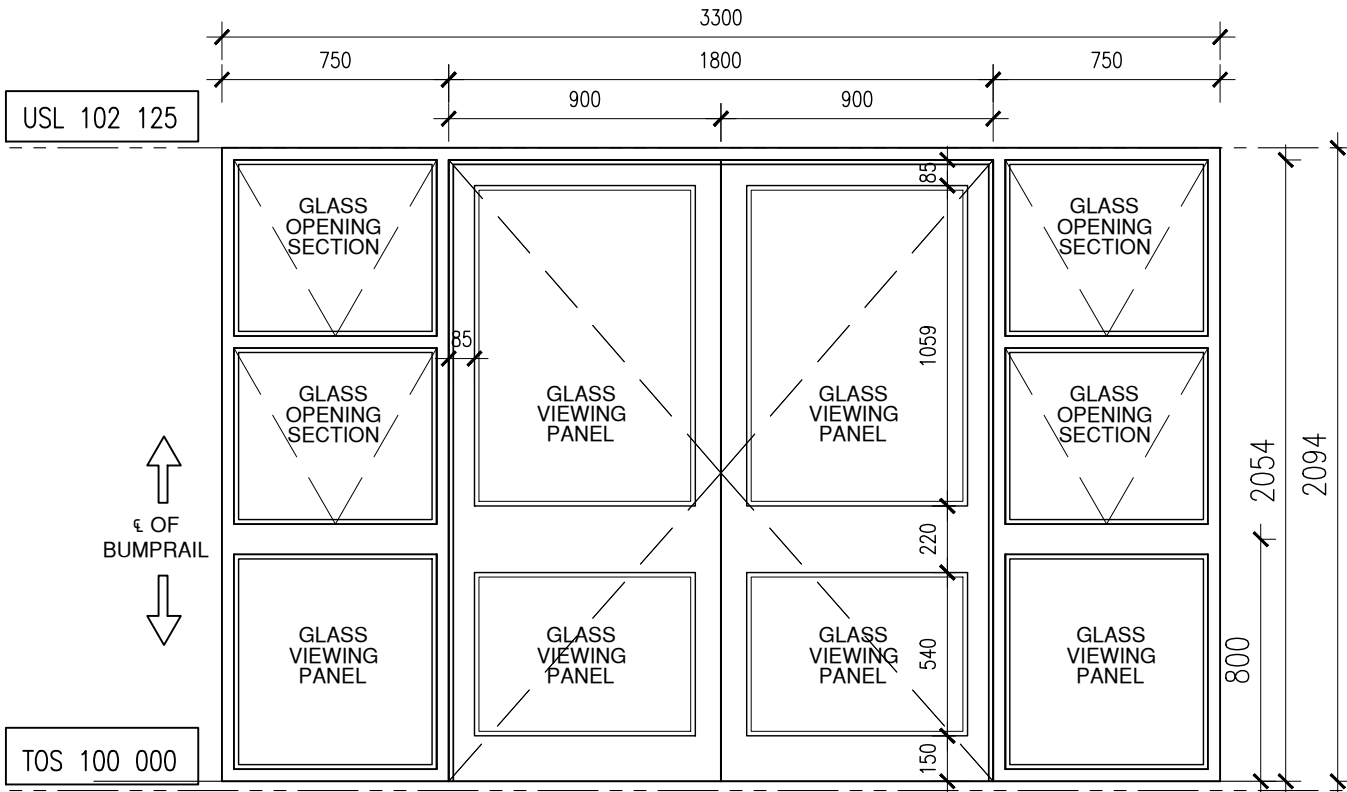 3300
750
1800
750
900
900
USL 102 125
85
GLASS
OPENING
SECTION
GLASS
OPENING
SECTION
85
1059
GLASS
OPENING
SECTION
GLASS
VIEWING
PANEL
GLASS
VIEWING
PANEL
GLASS
OPENING
SECTION
2054
2094
℄ OF
BUMPRAIL
220
GLASS
VIEWING
PANEL
GLASS
VIEWING
PANEL
GLASS
VIEWING
PANEL
540
GLASS
VIEWING
PANEL
800
TOS 100 000
150